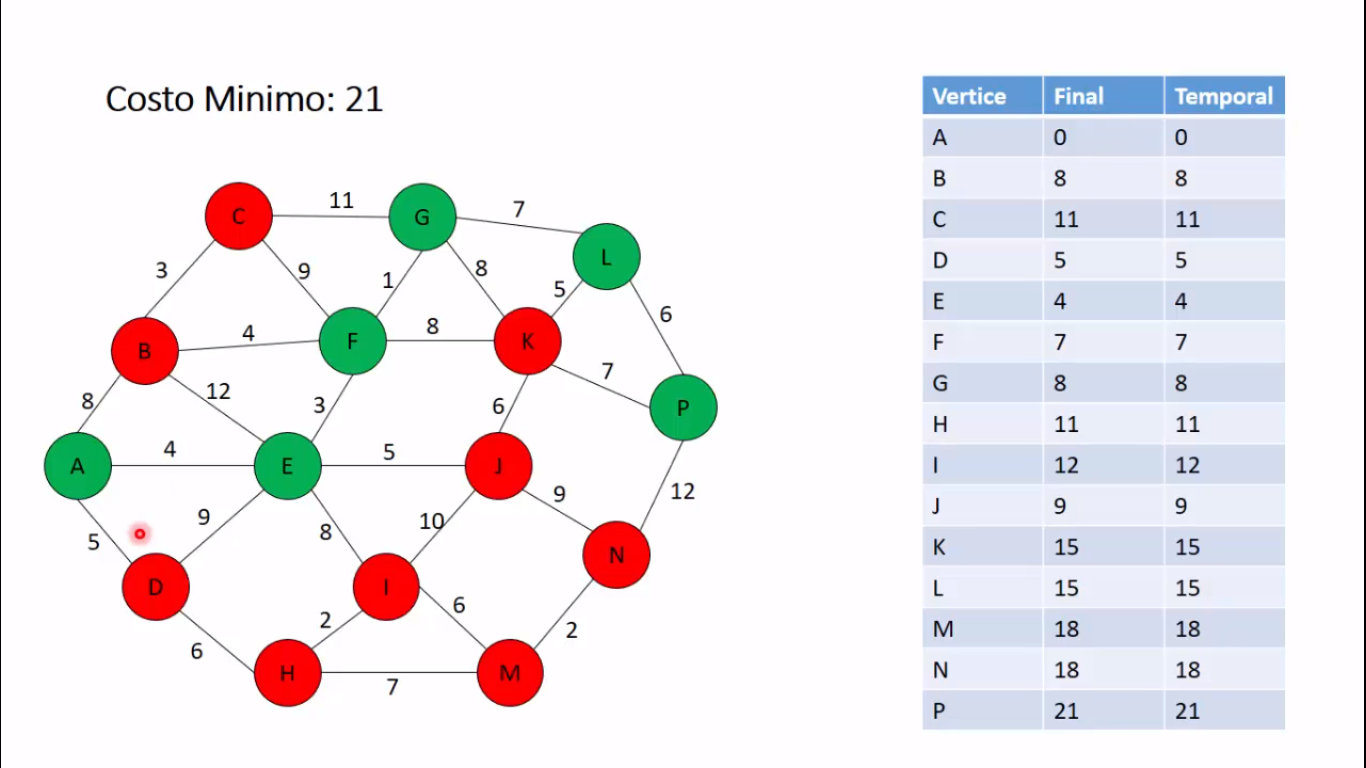 Costo Minimo: 21
C
11
G
7
L
3
9
1
8
5
6
B
4
F
8
K
7
P
8
12
3
6
A
4
E
5
J
9
12
5
9
8
10
N
D
I
6
2
2
6
H
7
M
Vertice Final Temporal
A 0 0
B 8 8
C 11 11
D 5 5
E 4 4
F 7 7
G 8 8
H 11 11
I 12 12
J 9 9
K 15 15
L 15 15
M 18 18
N 18 18
P 21 21